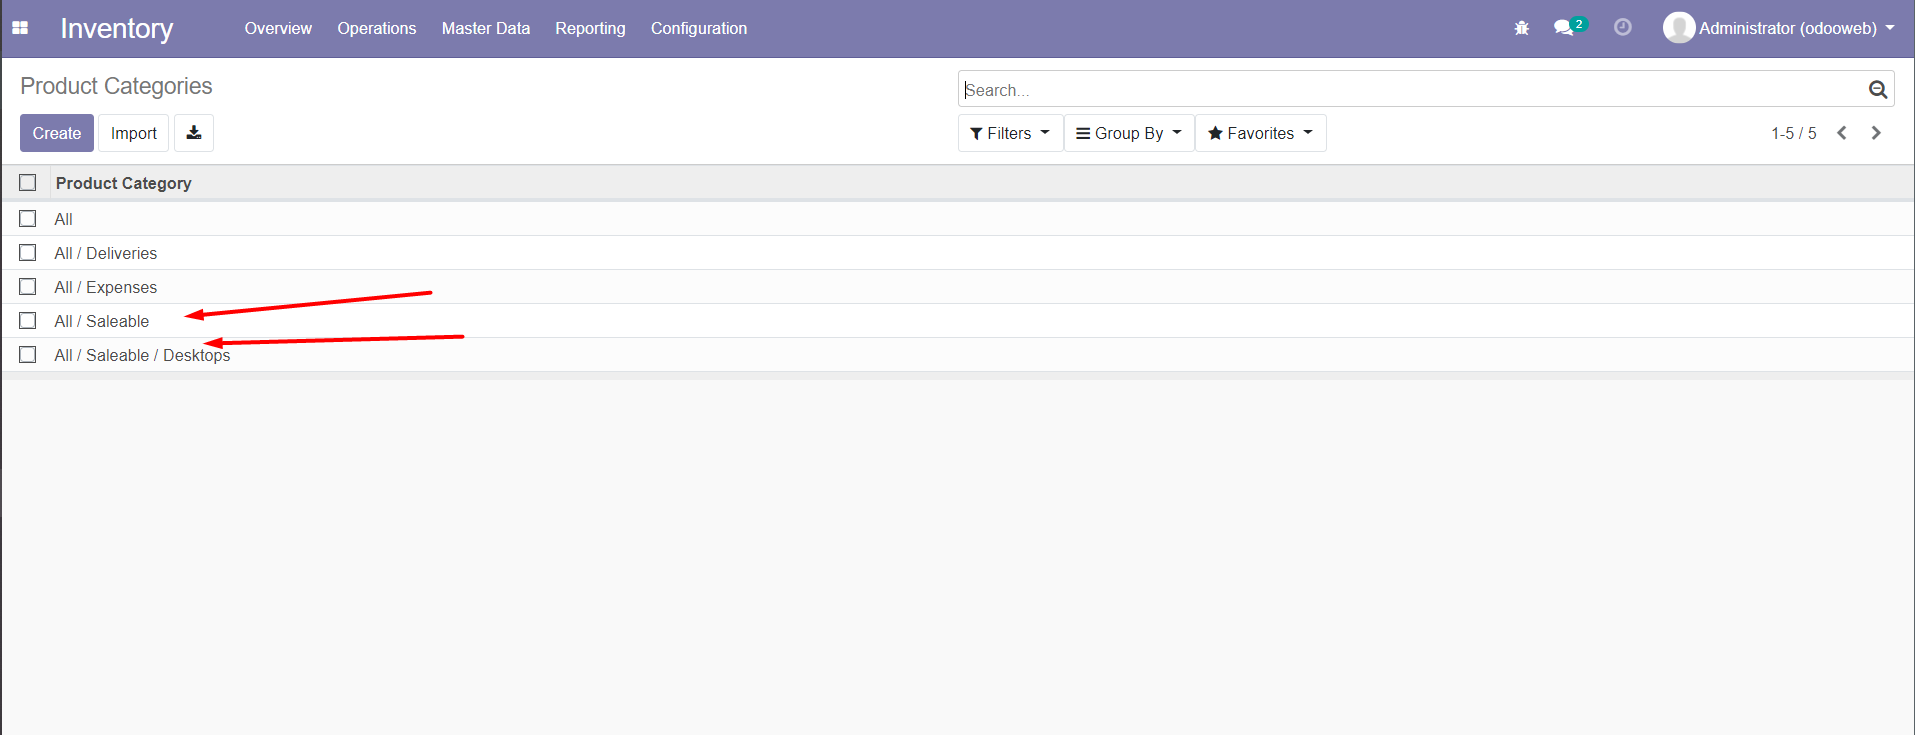 Inventory Overview Operations Master Data Reporting Configuration 2 Administrator (odooweb)
Product Categories Search...
Create Import Filters Group By Favorites 1-5 / 5
Product Category
All
All / Deliveries
All / Expenses
All / Saleable
All / Saleable / Desktops